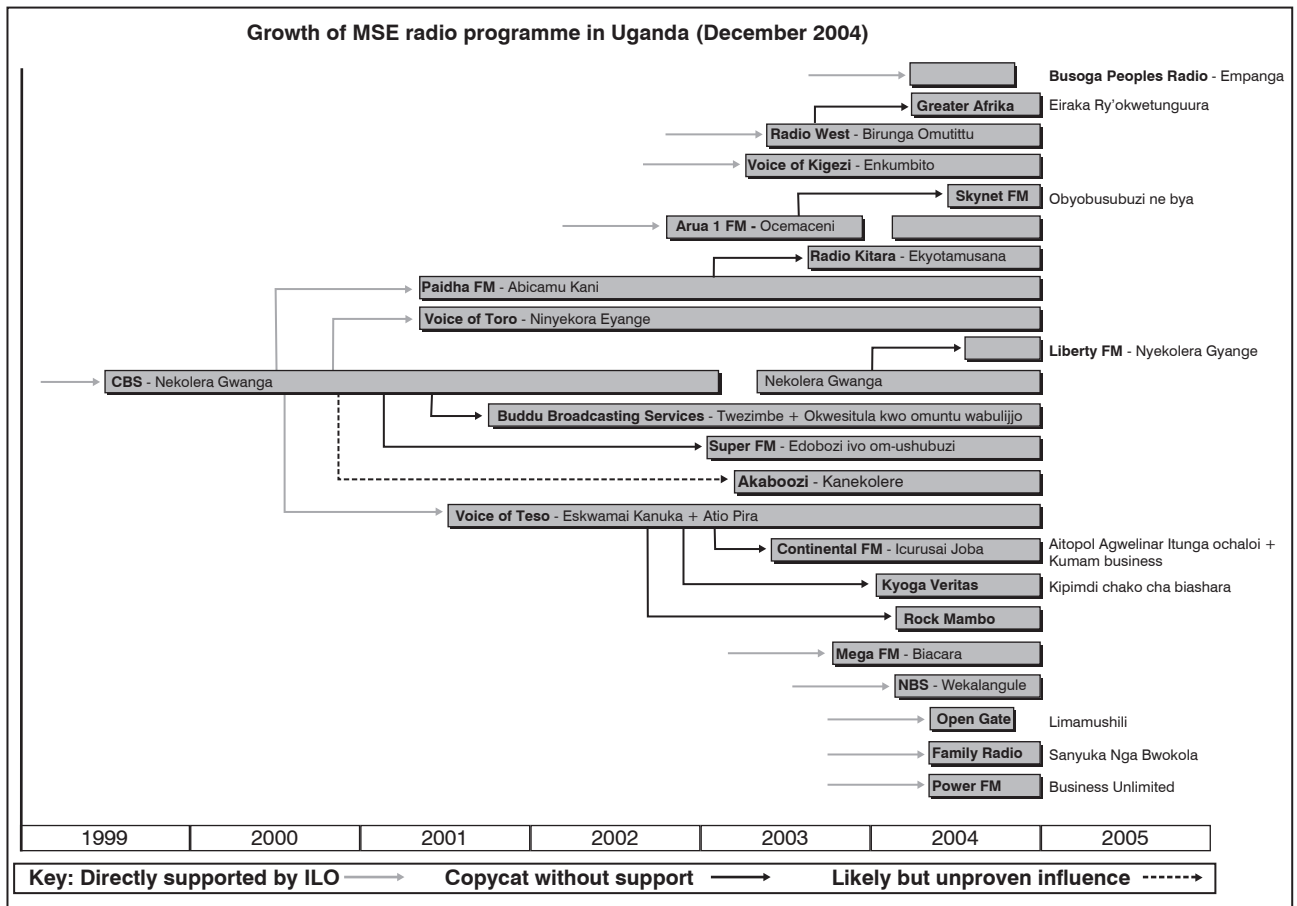 Growth of MSE radio programme in Uganda (December 2004)
Busoga Peoples Radio - Empanga
Greater Afrika Eiraka Ry'okwetunguura
Radio West - Birunga Omutittu
Voice of Kigezi - Enkumbito
Skynet FM Obyobusubuzi ne bya
Arua 1 FM - Ocemaceni
Radio Kitara - Ekyotamusana
Paidha FM - Abicamu Kani
Voice of Toro - Ninyekora Eyange
Liberty FM - Nyekolera Gyange
CBS - Nekolera Gwanga Nekolera Gwanga
Buddu Broadcasting Services - Twezimbe + Okwesitula kwo omuntu wabulijjo
Super FM - Edobozi ivo om-ushubuzi
Akaboozi - Kanekolere
Voice of Teso - Eskwamai Kanuka + Atio Pira
Continental FM - Icurusai Joba Aitopol Agwelinar Itunga ochaloi +
Kumam business
Kyoga Veritas Kipimdi chako cha biashara
Rock Mambo
Mega FM - Biacara
NBS - Wekalangule
Open Gate Limamushili
Family Radio Sanyuka Nga Bwokola
Power FM Business Unlimited
1999 2000 2001 2002 2003 2004 2005
Key: Directly supported by ILO Copycat without support Likely but unproven influence